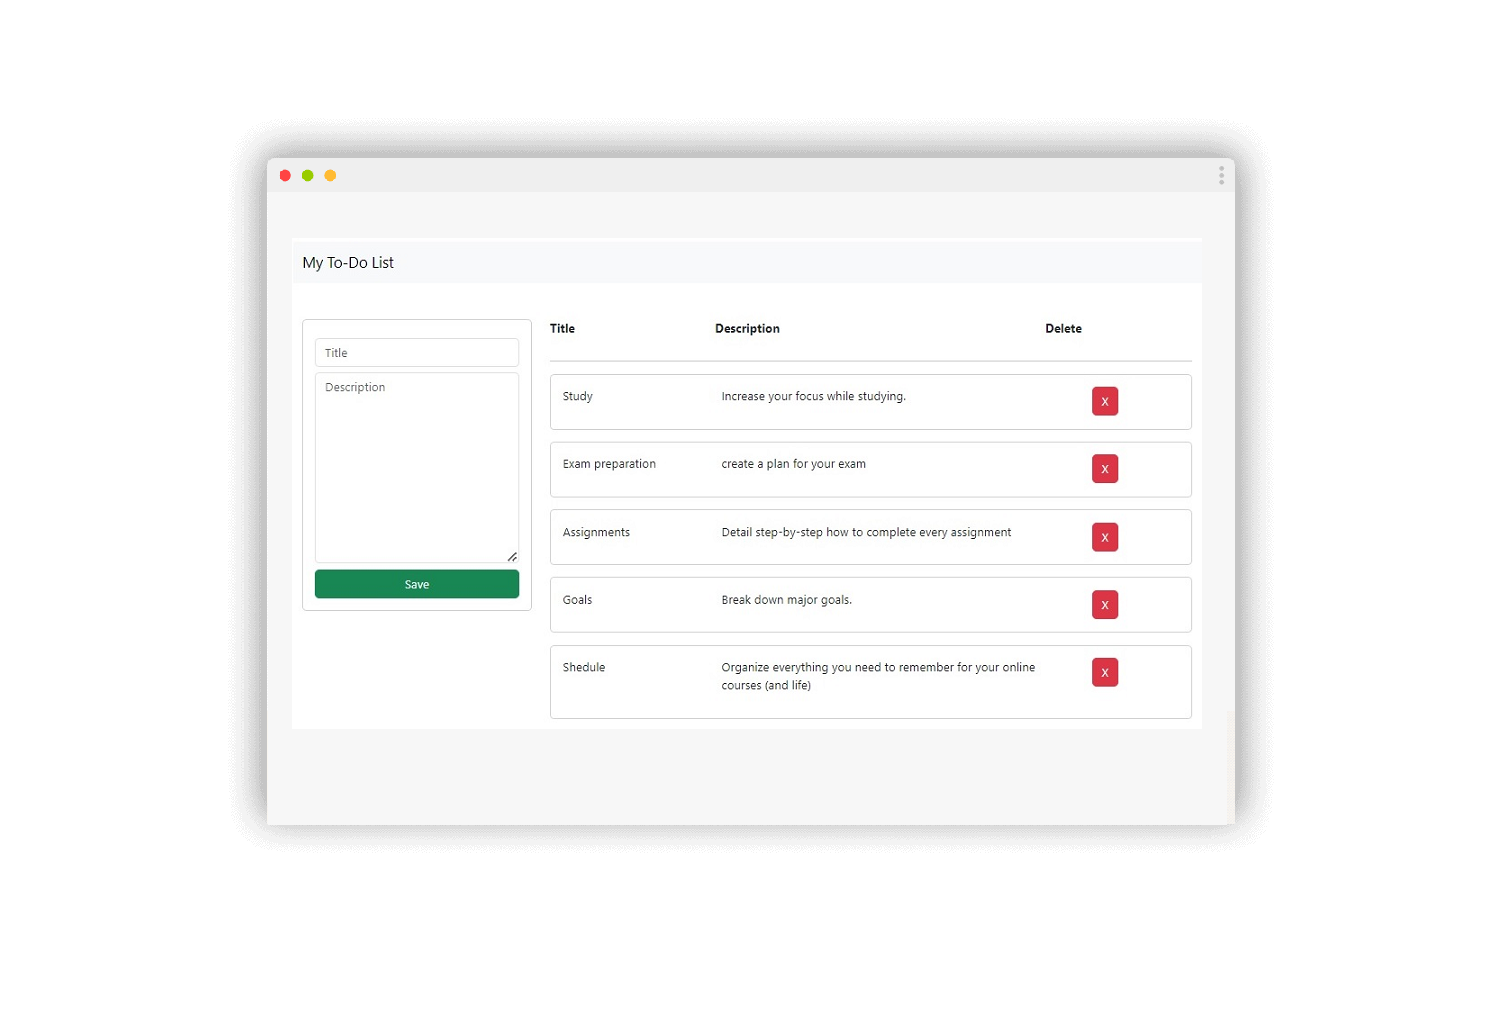 My To-Do List
Title
Description
Save
Title Description Delete
Study Increase your focus while studying. X
Exam preparation create a plan for your exam X
Assignments Detail step-by-step how to complete every assignment X
Goals Break down major goals. X
Shedule Organize everything you need to remember for your online X
courses (and life)